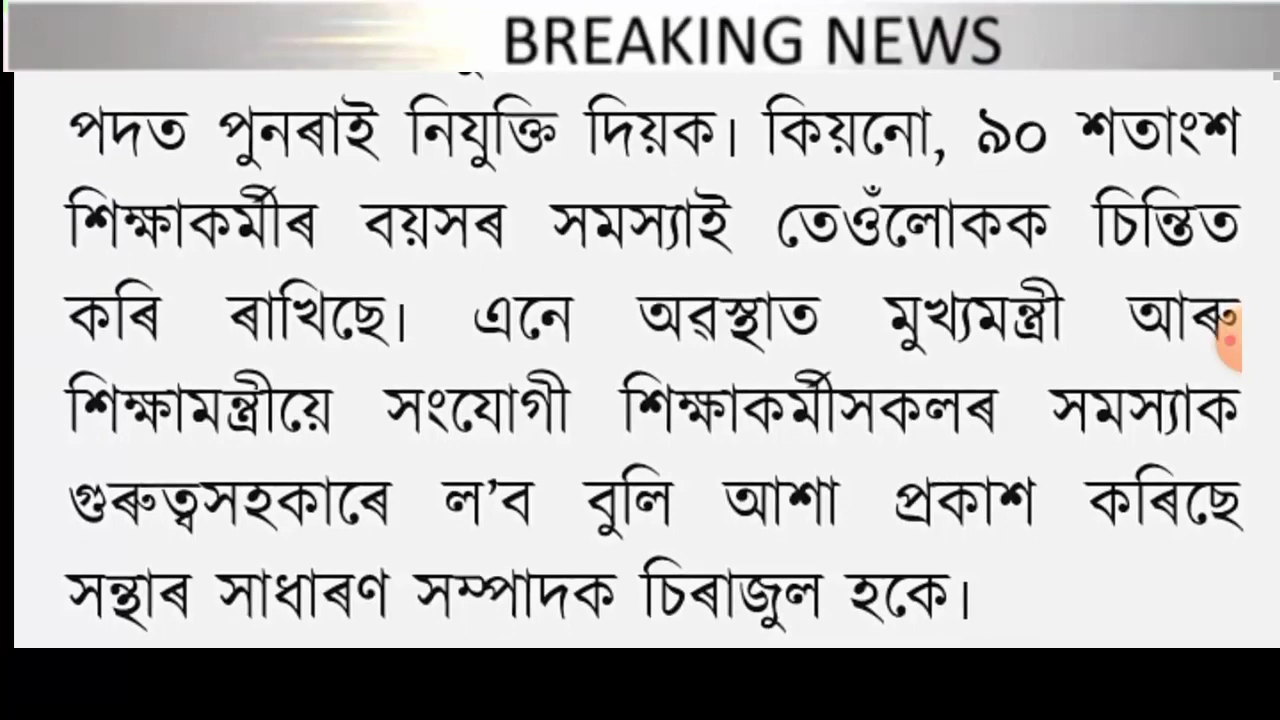 BREAKING NEWS
পদত পুনৰাই নিযুক্তি দিয়ক। কিয়নো, ৯০ শতাংশ
শিক্ষাকৰ্মীৰ বয়সৰ সমস্যাই তেওঁলোকক চিন্তিত
কৰি ৰাখিছে। এনে অৱস্থাত মুখ্যমন্ত্ৰী আৰু
শিক্ষামন্ত্ৰীয়ে সংযোগী শিক্ষাকৰ্মীসকলৰ সমস্যাক
গুৰুত্বসহকাৰে ল’ব বুলি আশা প্ৰকাশ কৰিছে
সন্থাৰ সাধাৰণ সম্পাদক চিৰাজুল হকে।